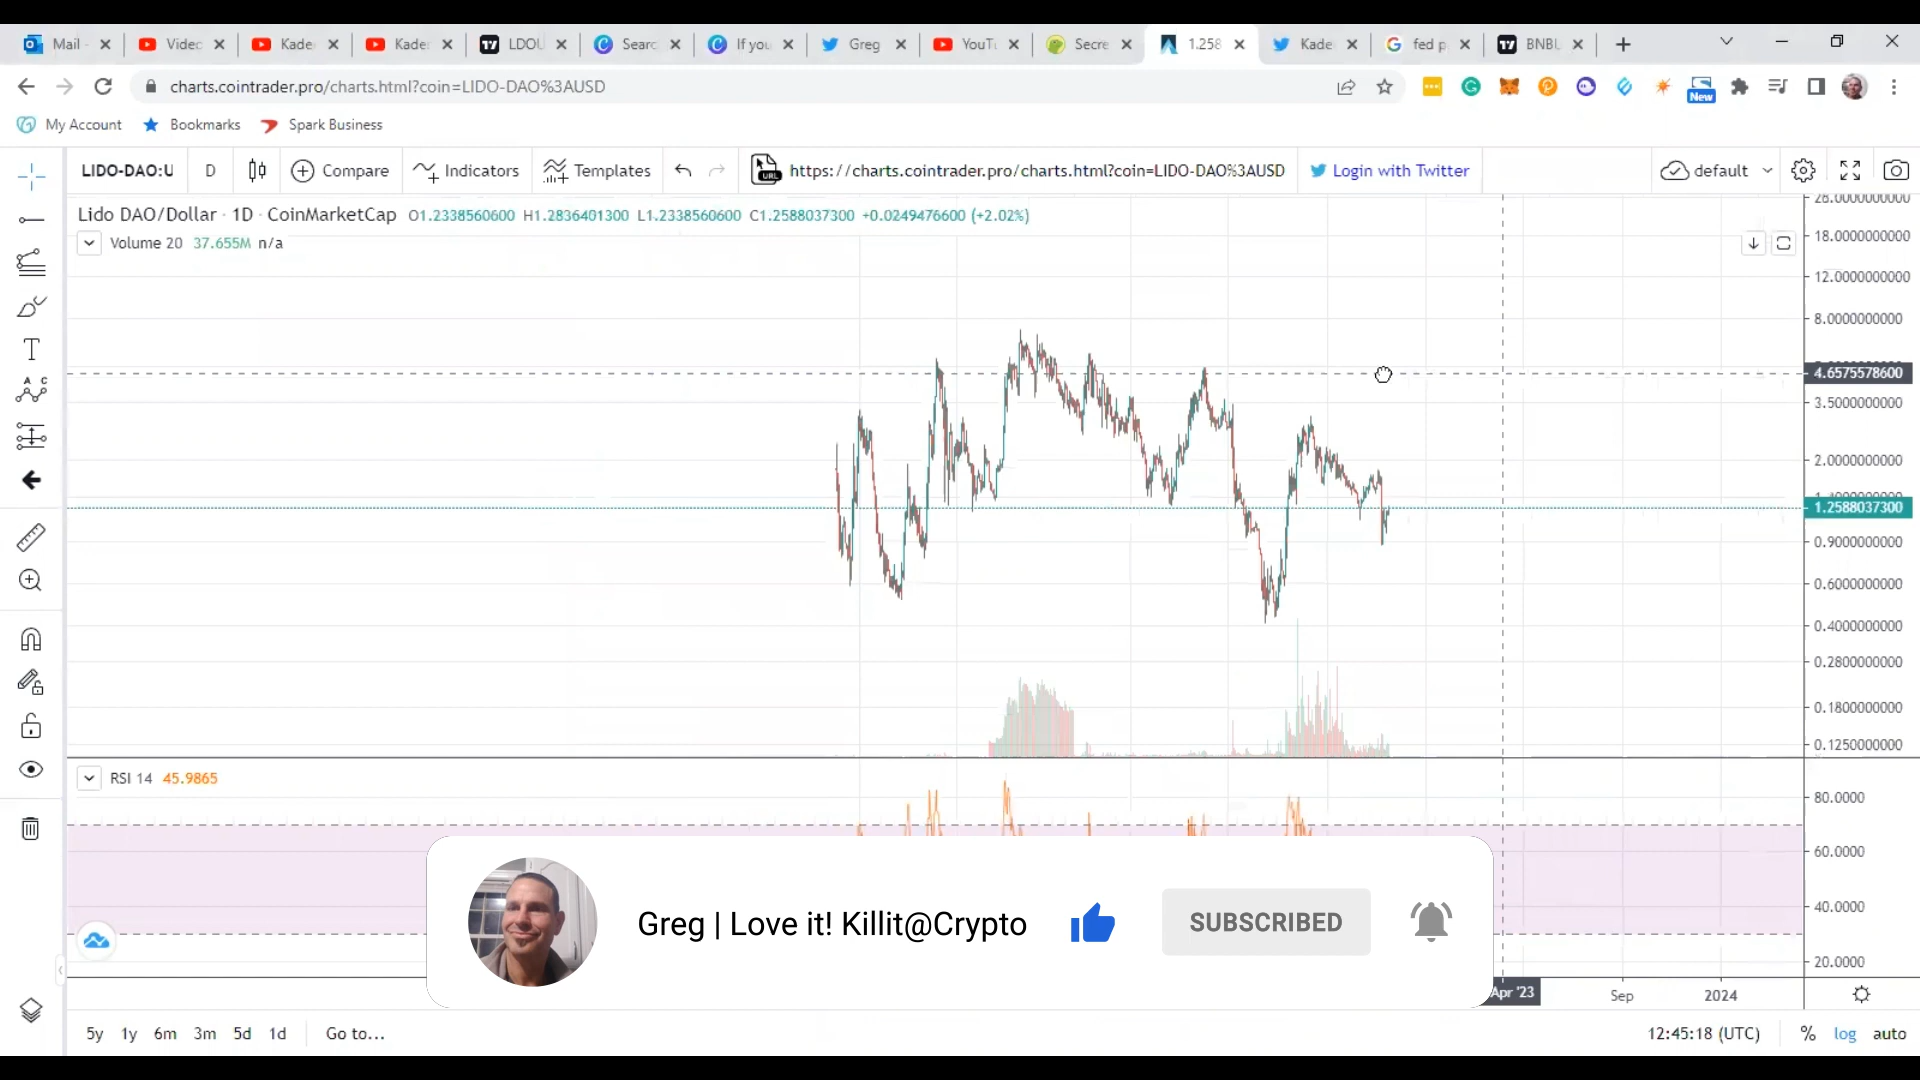 Mail
Videc
Kade
Kade
LDOU
Searc
If you
Greg
YouTu
Secre
1.258
Kade
fed p
BNBU
charts.cointrader.pro/charts.html?coin=LIDO-DAO%3AUSD
New
My Account
Bookmarks
Spark Business
LIDO-DAO:U
D
Compare
Indicators
Templates
URL
https://charts.cointrader.pro/charts.html?coin=LIDO-DAO%3AUSD
Login with Twitter
default
Lido DAO/Dollar · 1D · CoinMarketCap O1.2338560600 H1.2836401300 L1.2338560600 C1.2588037300 +0.0249476600 (+2.02%)
Volume 20 37.655M n/a
18.0000000000
12.0000000000
8.0000000000
4.6575578600
3.5000000000
2.0000000000
1.2588037300
0.9000000000
0.6000000000
0.4000000000
0.2800000000
0.1800000000
0.1250000000
RSI 14 45.9865
80.0000
60.0000
40.0000
20.0000
Greg | Love it! Killit@Crypto
SUBSCRIBED
Apr '23
Sep
2024
5y 1y 6m 3m 5d 1d Go to...
12:45:18 (UTC) % log auto